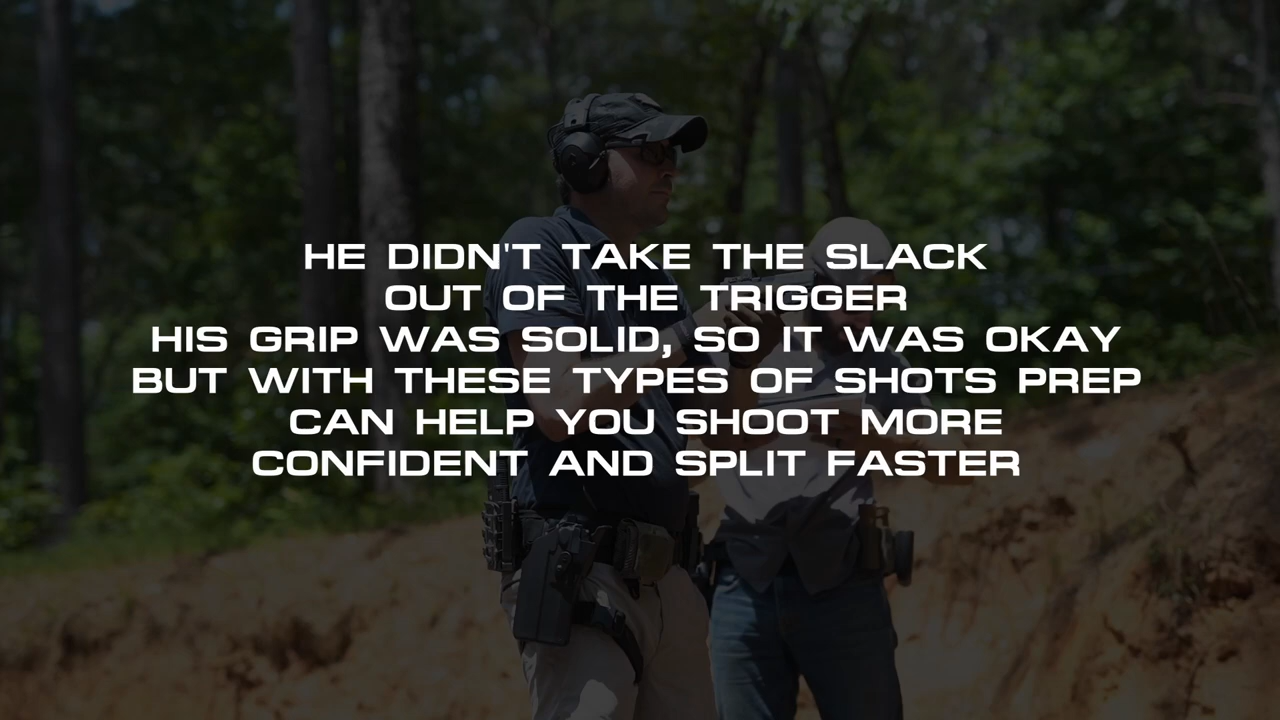 HE DIDN'T TAKE THE SLACK
OUT OF THE TRIGGER
HIS GRIP WAS SOLID, SO IT WAS OKAY
BUT WITH THESE TYPES OF SHOTS PREP
CAN HELP YOU SHOOT MORE
CONFIDENT AND SPLIT FASTER